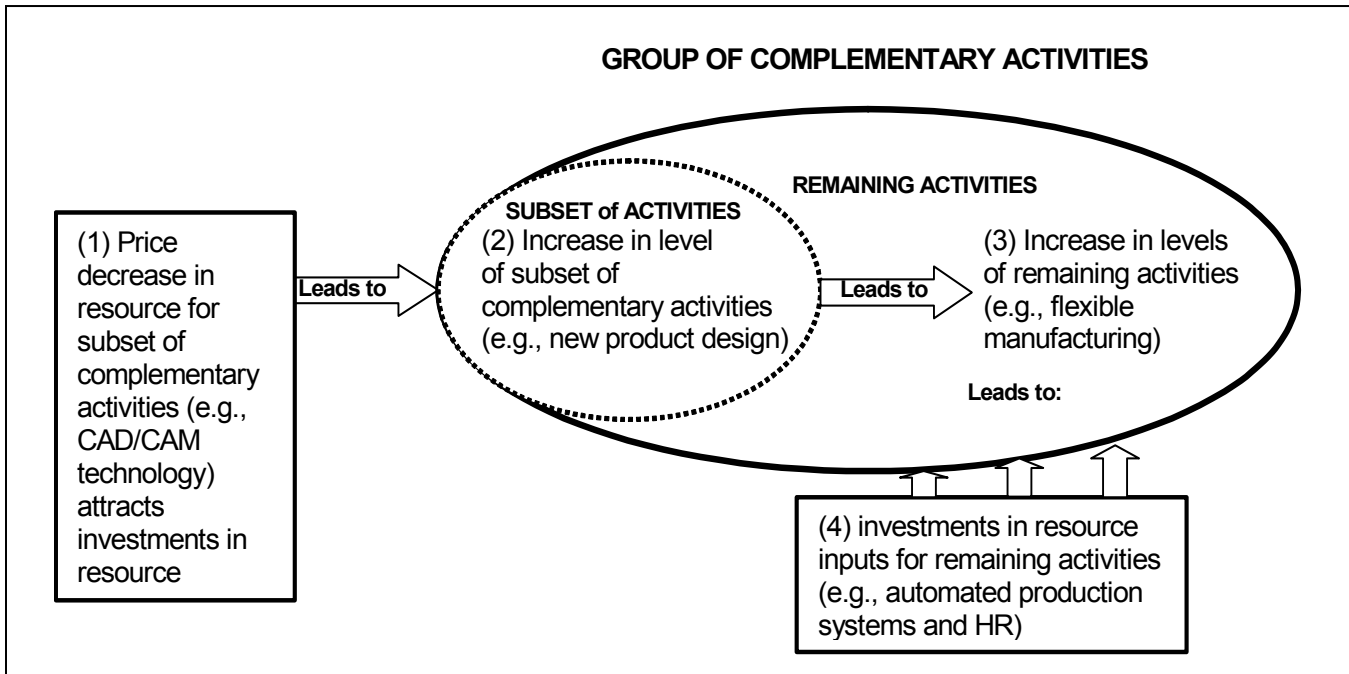 GROUP OF COMPLEMENTARY ACTIVITIES
REMAINING ACTIVITIES
SUBSET of ACTIVITIES
(1) Price
decrease in
resource for
subset of
complementary
activities (e.g.,
CAD/CAM
technology)
attracts
investments in
resource
Leads to
(2) Increase in level
of subset of
complementary activities
(e.g., new product design)
Leads to
(3) Increase in levels
of remaining activities
(e.g., flexible
manufacturing)
Leads to:
(4) investments in resource
inputs for remaining activities
(e.g., automated production
systems and HR)